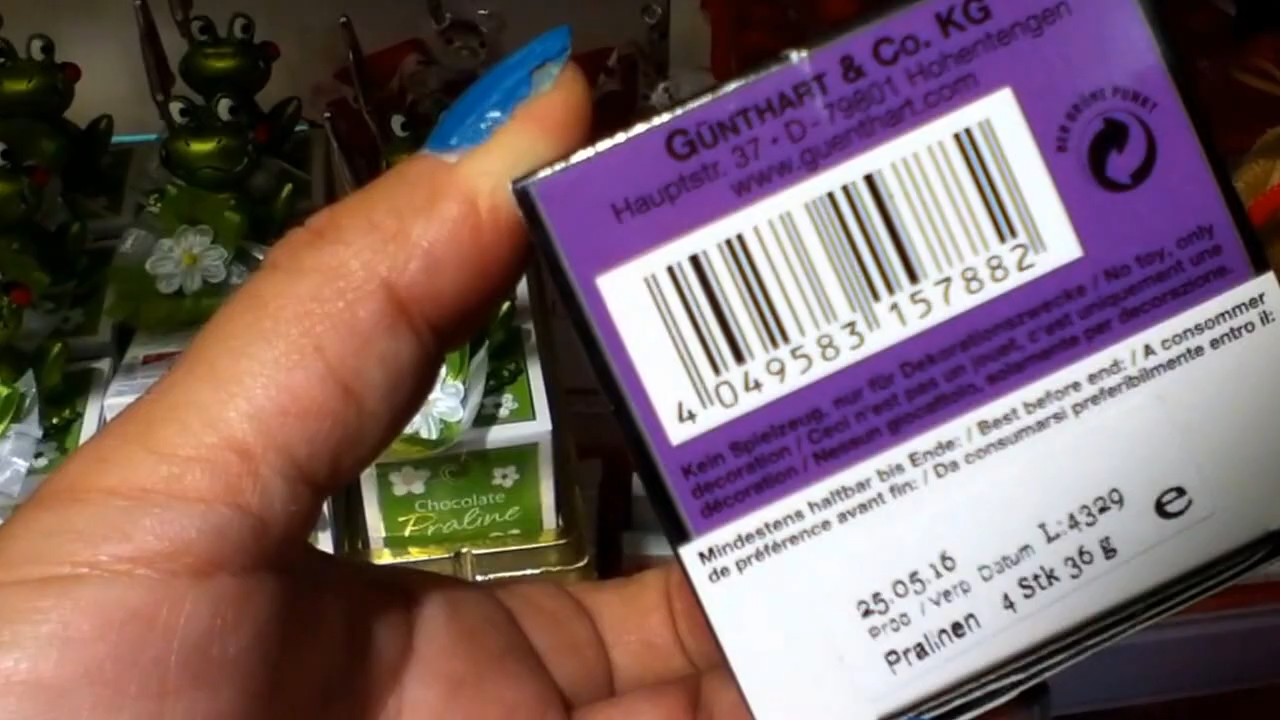 GÜNTHART & Co. KG
Hauptstr. 37 · D - 79801 Hohentengen
www.guenthart.com
DER GRÜNE PUNKT
4 049583 157882
Kein Spielzeug, nur für Dekorationszwecke / No toy, only
decoration / Ceci n'est pas un jouet, c'est uniquement une
décoration / Nessun giocattolo, solamente per decorazione.
Mindestens haltbar bis Ende: / Best before end: / A consommer
de préférence avant fin: / Da consumarsi preferibilmente entro il:
25.05.16
Prod / Verp Datum L:4329
Pralinen 4 Stk 36 g e
Chocolate
Praline